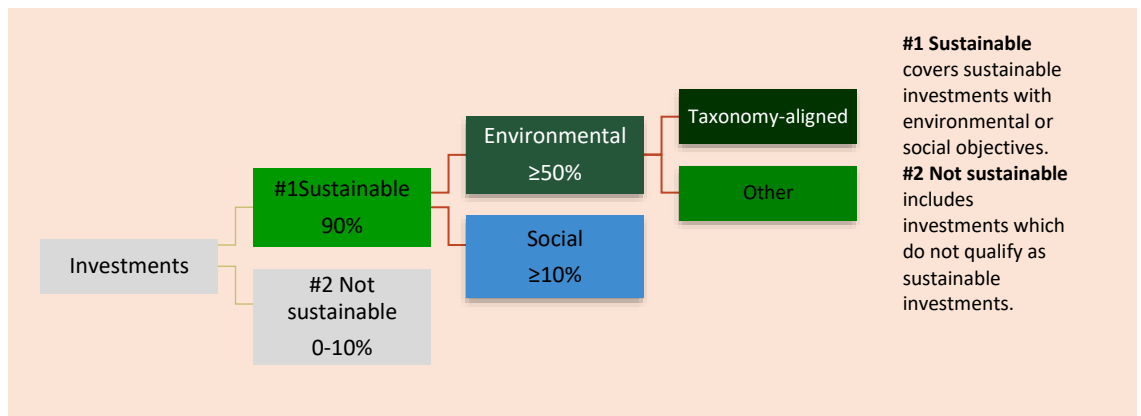 Investments
#1Sustainable
90%
#2 Not
sustainable
0-10%
Environmental
≥50%
Social
≥10%
Taxonomy-aligned
Other
#1 Sustainable
covers sustainable
investments with
environmental or
social objectives.
#2 Not sustainable
includes
investments which
do not qualify as
sustainable
investments.